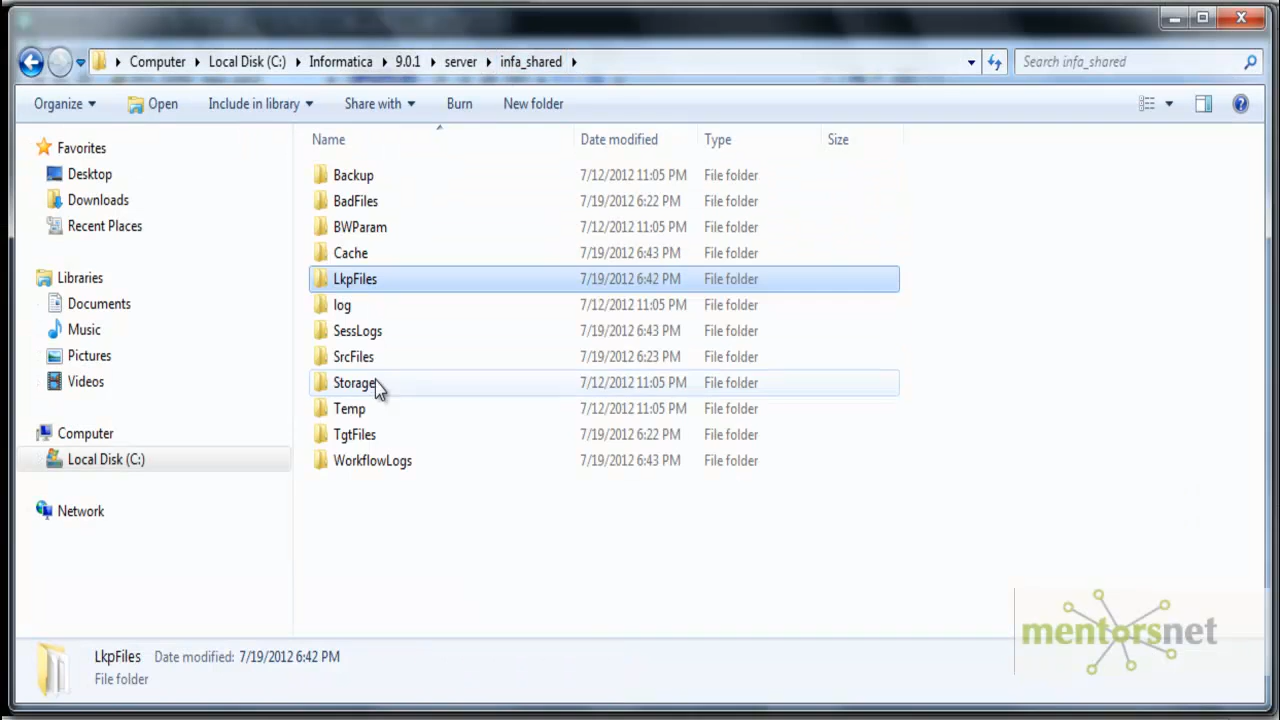 Computer Local Disk (C:) Informatica 9.0.1 server infa_shared Search infa_shared
Organize Open Include in library Share with Burn New folder
Name Date modified Type Size
Favorites
Desktop
Downloads
Recent Places
Libraries
Documents
Music
Pictures
Videos
Computer
Local Disk (C:)
Network
Backup 7/12/2012 11:05 PM File folder
BadFiles 7/19/2012 6:22 PM File folder
BWParam 7/12/2012 11:05 PM File folder
Cache 7/19/2012 6:43 PM File folder
LkpFiles 7/19/2012 6:42 PM File folder
log 7/12/2012 11:05 PM File folder
SessLogs 7/19/2012 6:43 PM File folder
SrcFiles 7/19/2012 6:23 PM File folder
Storage 7/12/2012 11:05 PM File folder
Temp 7/12/2012 11:05 PM File folder
TgtFiles 7/19/2012 6:22 PM File folder
WorkflowLogs 7/19/2012 6:43 PM File folder
LkpFiles Date modified: 7/19/2012 6:42 PM
File folder
mentorsnet